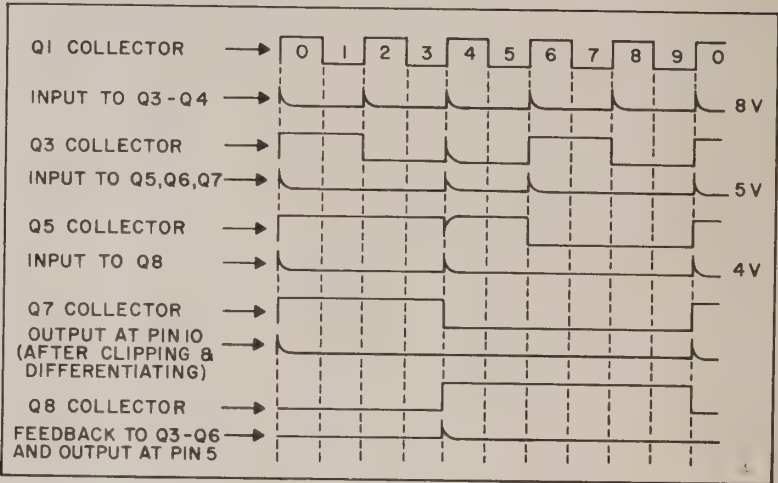 Q1 COLLECTOR
0 1 2 3 4 5 6 7 8 9 0
INPUT TO Q3-Q4
8 V
Q3 COLLECTOR
INPUT TO Q5,Q6,Q7
5 V
Q5 COLLECTOR
INPUT TO Q8
4 V
Q7 COLLECTOR
OUTPUT AT PIN 10
(AFTER CLIPPING &
DIFFERENTIATING)
Q8 COLLECTOR
FEEDBACK TO Q3-Q6
AND OUTPUT AT PIN 5